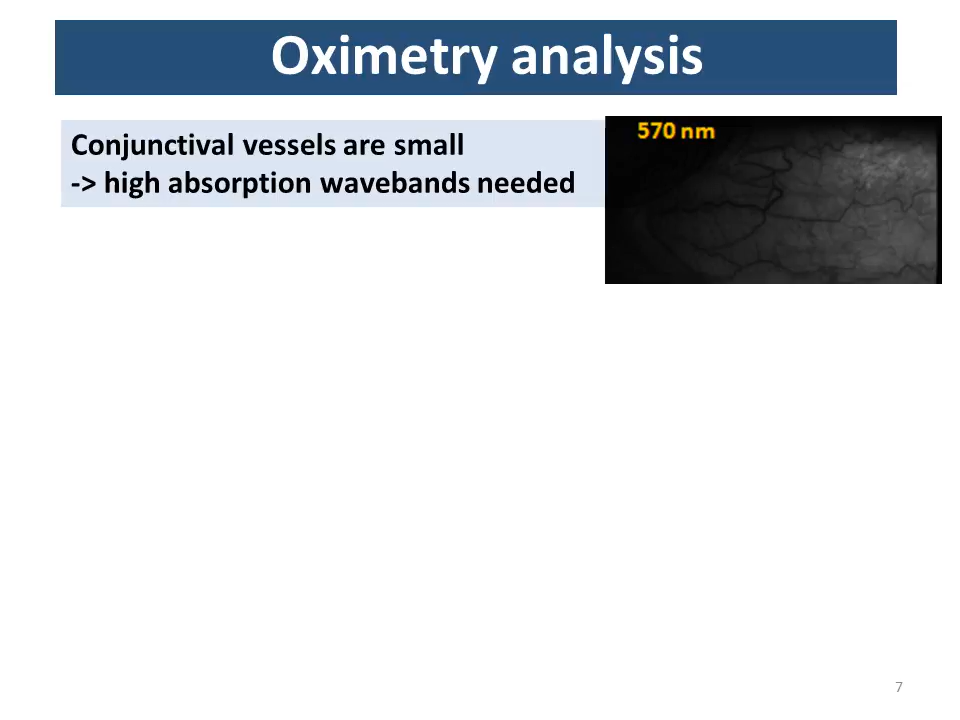 Oximetry analysis
Conjunctival vessels are small
-> high absorption wavebands needed
570 nm
7